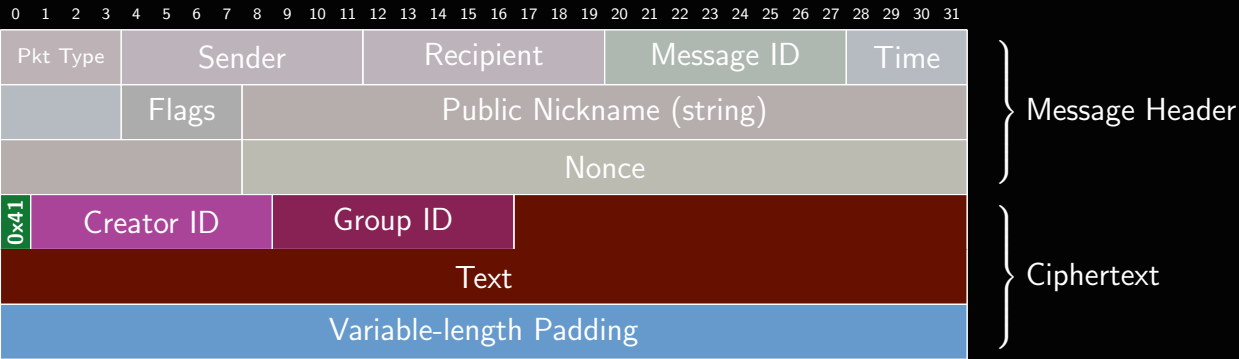 0 1 2 3 4 5 6 7 8 9 10 11 12 13 14 15 16 17 18 19 20 21 22 23 24 25 26 27 28 29 30 31
Pkt Type Sender Recipient Message ID Time
Flags Public Nickname (string)
Message Header
Nonce
0x41 Creator ID Group ID
Text
Ciphertext
Variable-length Padding